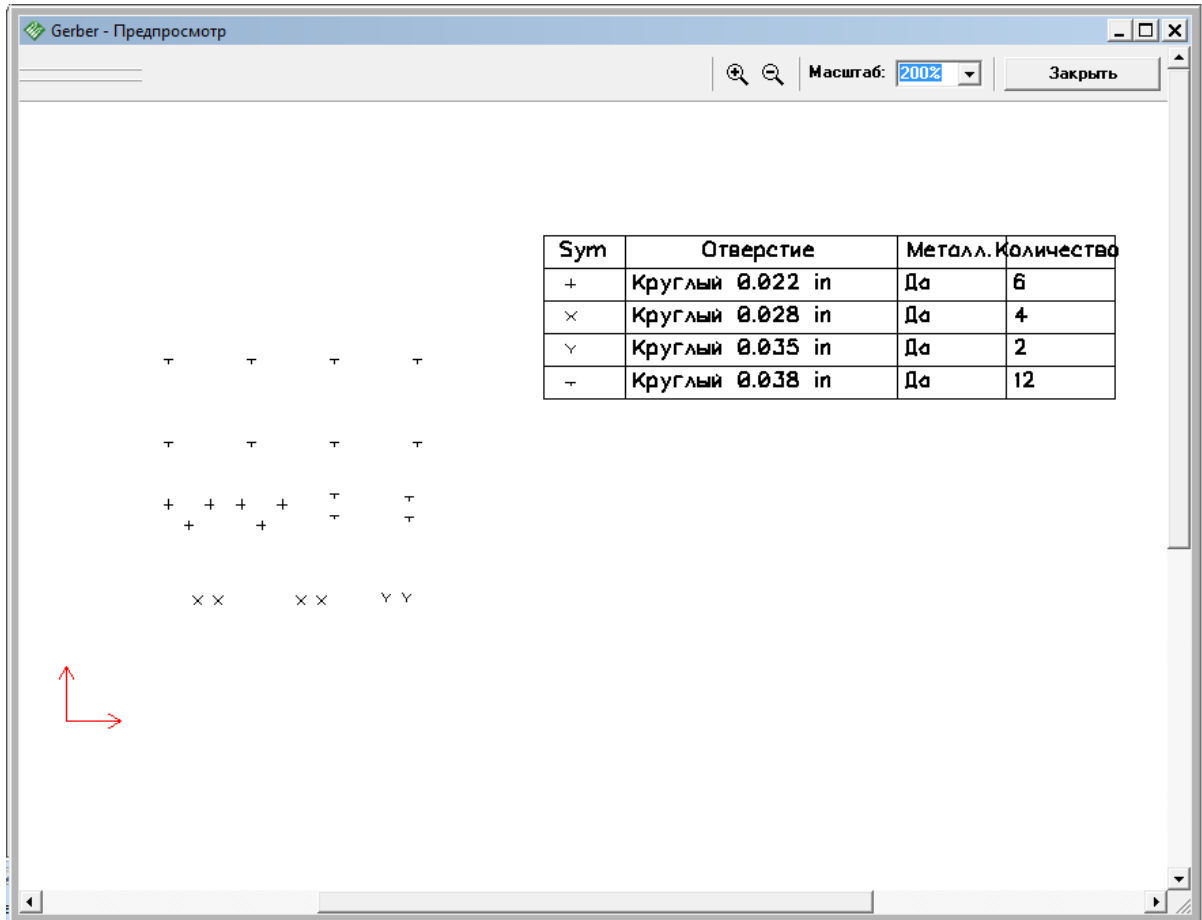 Gerber - Предпросмотр
Масштаб: 200% Закрыть
Sym Отверстие Металл. Количество
+ Круглый 0.022 in Да 6
× Круглый 0.028 in Да 4
Y Круглый 0.035 in Да 2
┬ Круглый 0.038 in Да 12